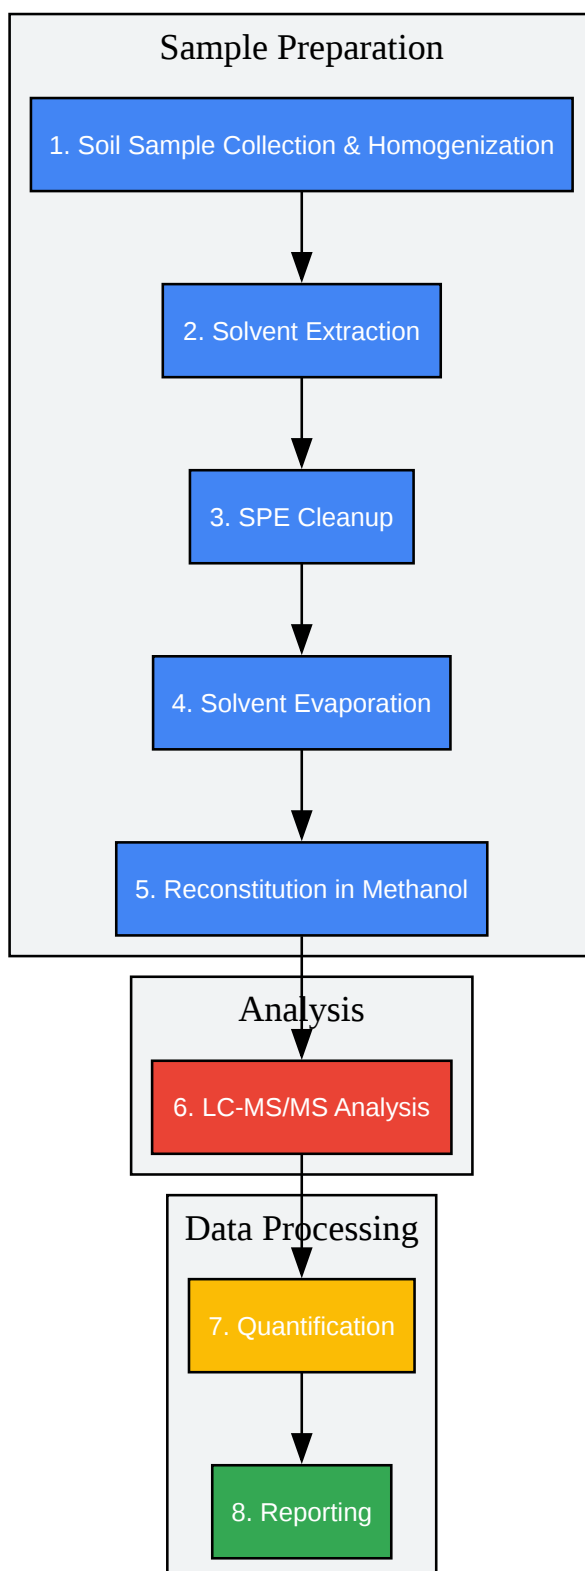 Sample Preparation
1. Soil Sample Collection & Homogenization
2. Solvent Extraction
3. SPE Cleanup
4. Solvent Evaporation
5. Reconstitution in Methanol
Analysis
6. LC-MS/MS Analysis
Data Processing
7. Quantification
8. Reporting